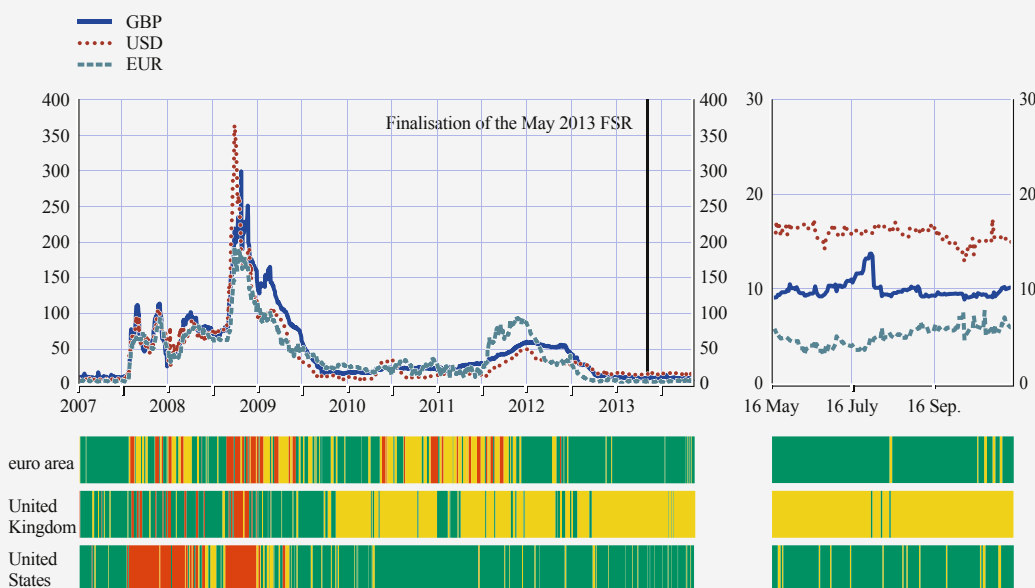 GBP
USD
EUR
400 400 30 30
Finalisation of the May 2013 FSR
350 350
300 300
250 250
20 20
200 200
150 150
10 10
100 100
50 50
0 0 0 0
2007 2008 2009 2010 2011 2012 2013 16 May 16 July 16 Sep.
euro area
United
Kingdom
United
States